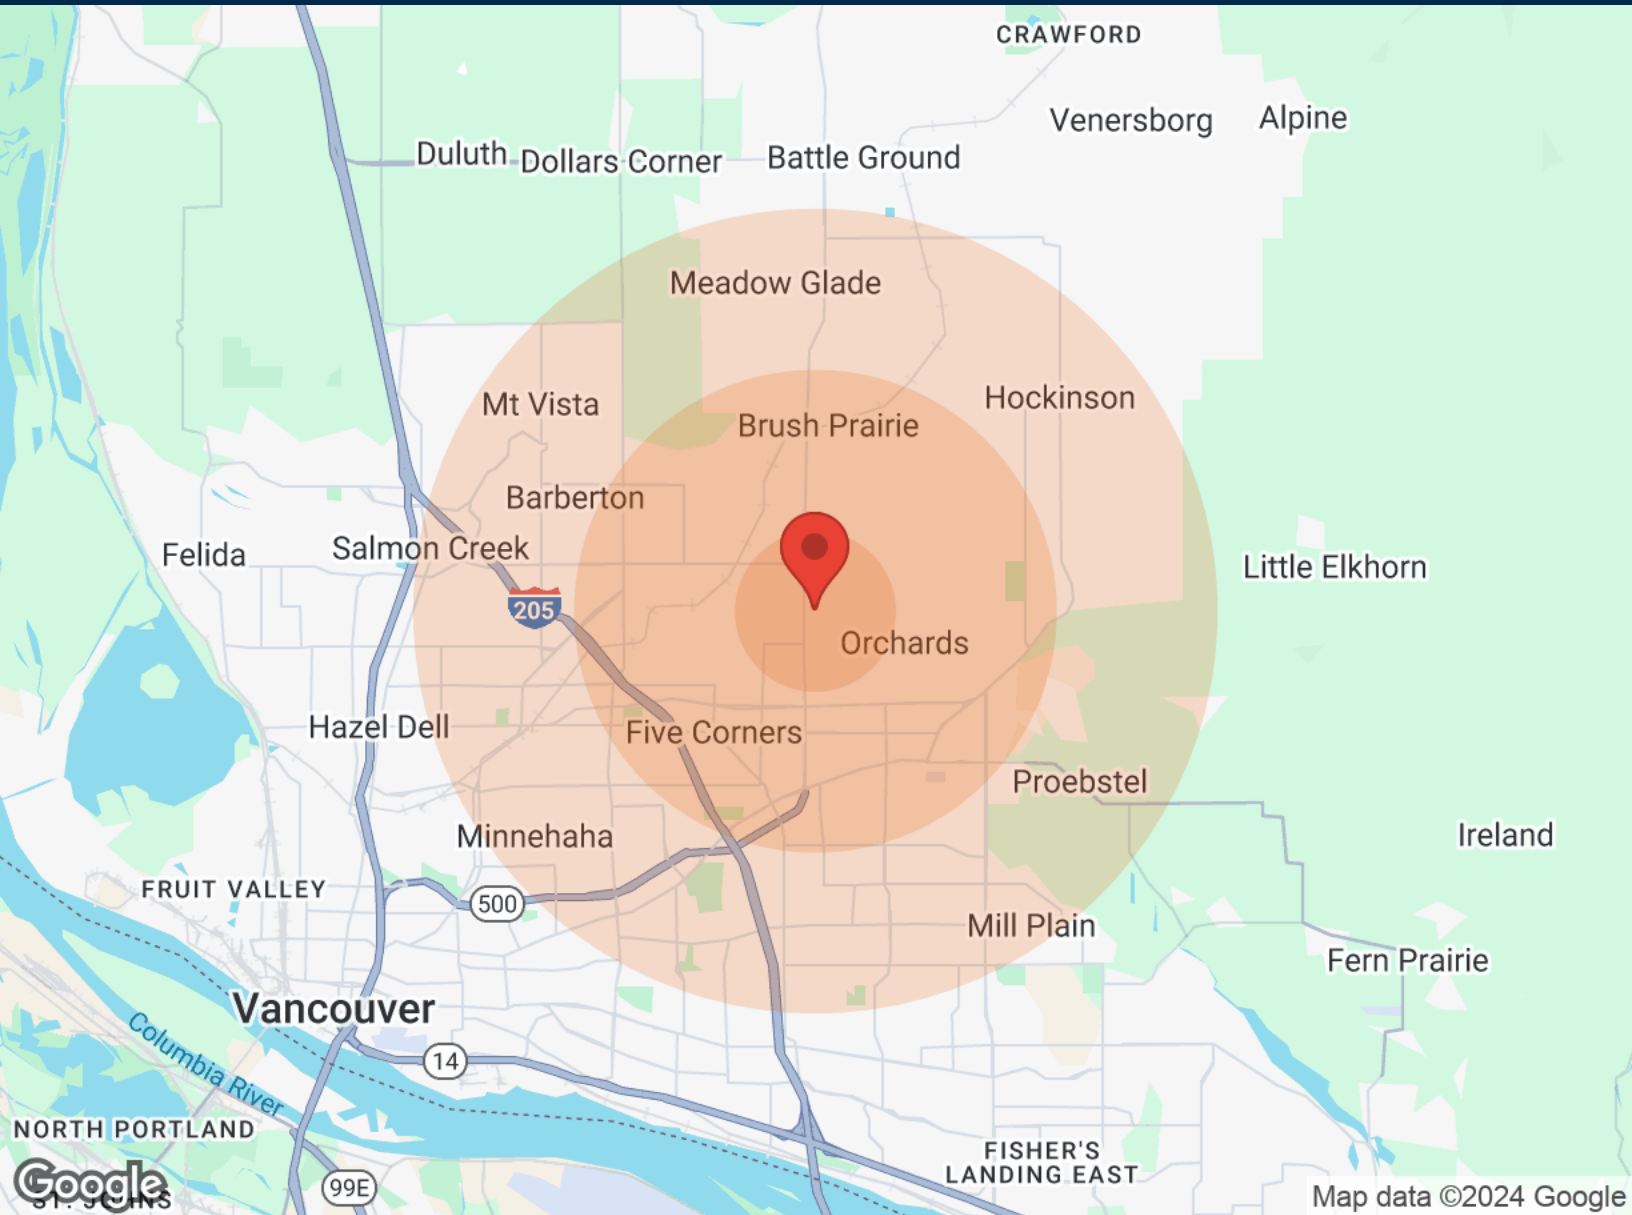 CRAWFORD
Venersborg
Alpine
Duluth
Dollars Corner
Battle Ground
Meadow Glade
Mt Vista
Hockinson
Brush Prairie
Barberton
Salmon Creek
Felida
Little Elkhorn
205
Orchards
Hazel Dell
Five Corners
Proebstel
Minnehaha
Ireland
FRUIT VALLEY
500
Mill Plain
Fern Prairie
Vancouver
Columbia River
14
NORTH PORTLAND
FISHER'S
LANDING EAST
Google
99E
ST. JOHNS
Map data ©2024 Google